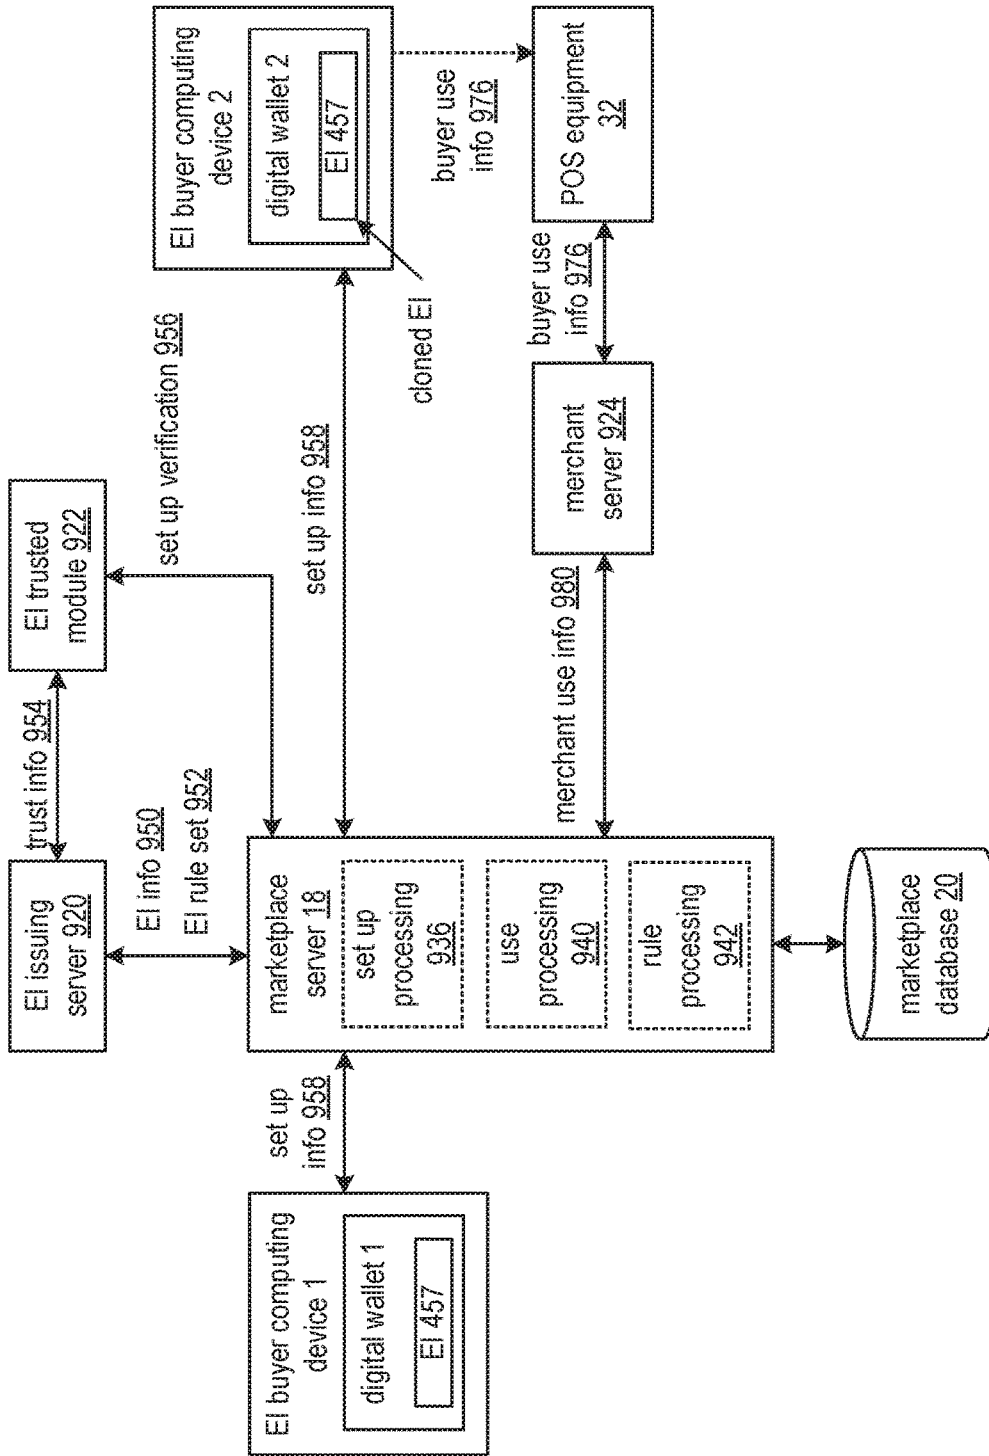 EI issuing
server 920
trust info 954
EI trusted
module 922
EI info 950
EI rule set 952
set up verification 956
EI buyer computing
device 1
digital wallet 1
EI 457
set up
info 958
marketplace
server 18
set up
processing
936
use
processing
940
rule
processing
942
marketplace
database 20
set up info 958
EI buyer computing
device 2
digital wallet 2
EI 457
cloned EI
buyer use
info 976
merchant use info 980
merchant
server 924
buyer use
info 976
POS equipment
32